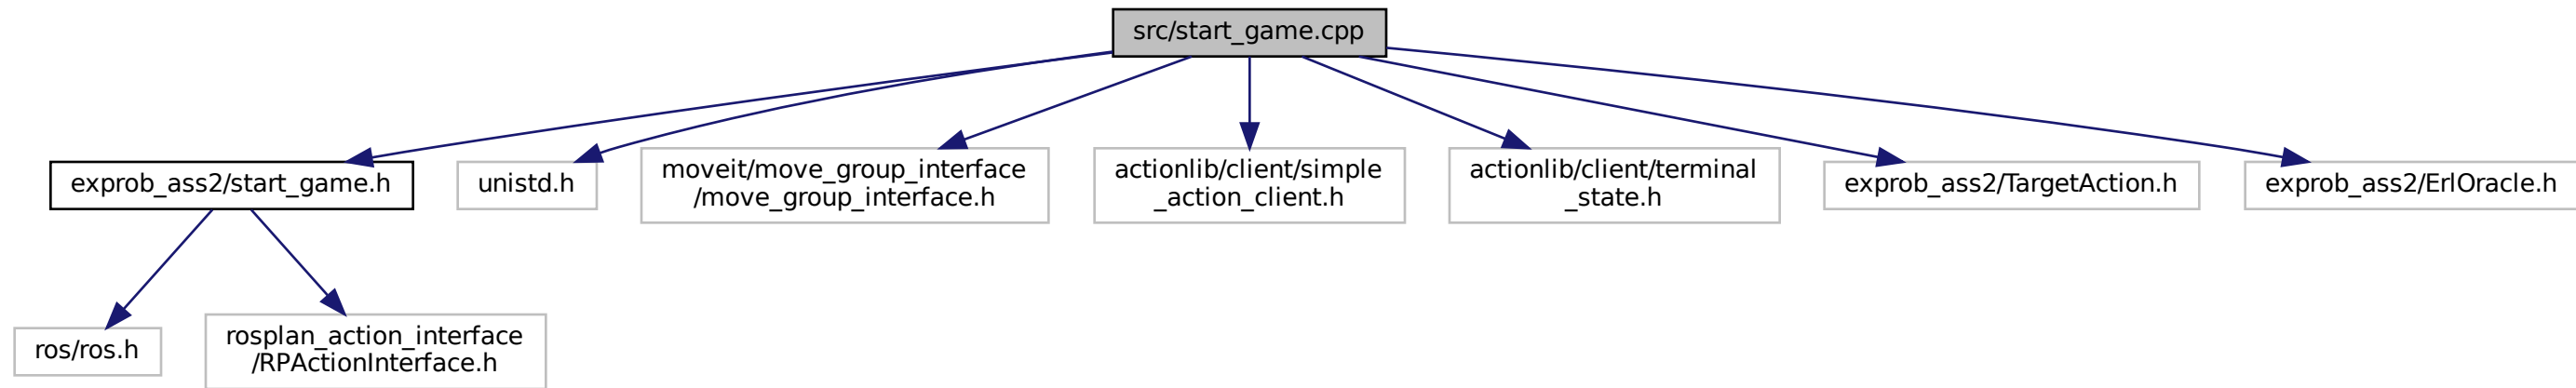 src/start_game.cpp
exprob_ass2/start_game.h
unistd.h
moveit/move_group_interface
/move_group_interface.h
actionlib/client/simple
_action_client.h
actionlib/client/terminal
_state.h
exprob_ass2/TargetAction.h
exprob_ass2/ErlOracle.h
ros/ros.h
rosplan_action_interface
/RPActionInterface.h